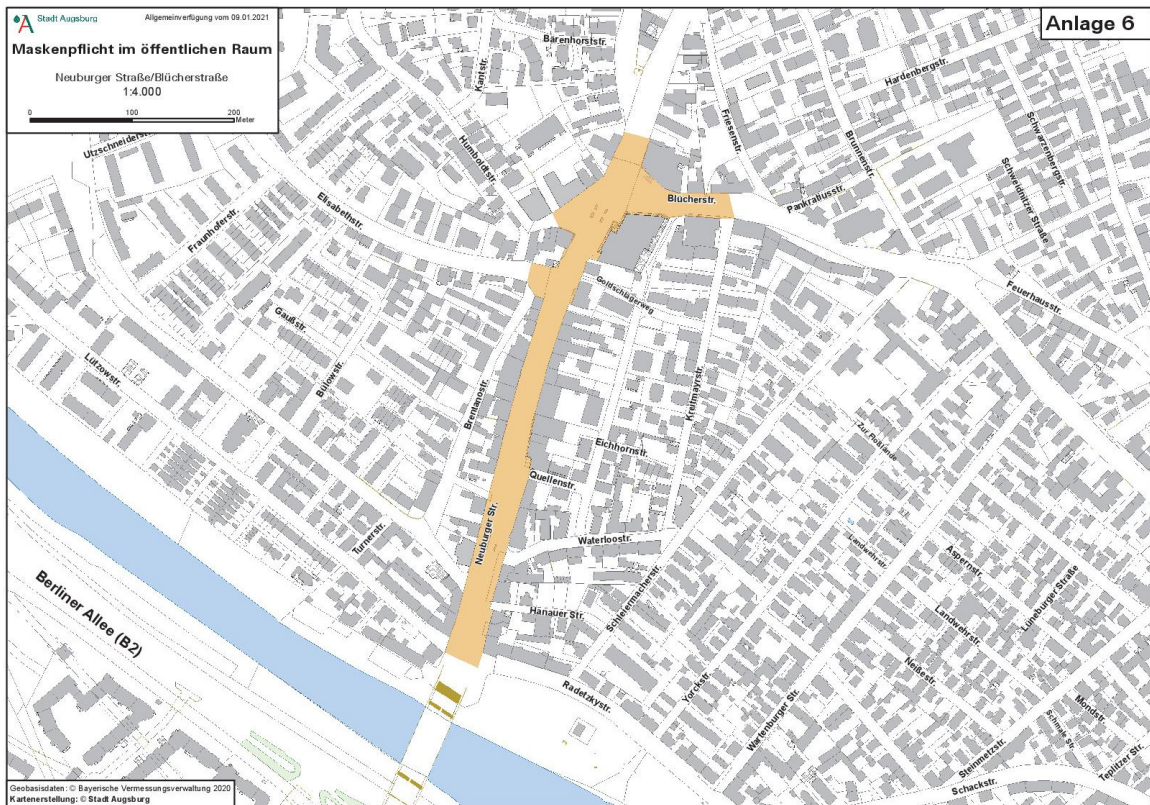 Stadt Augsburg
Allgemeinverfügung vom 09.01.2021
Maskenpflicht im öffentlichen Raum
Neuburger Straße/Blücherstraße
1:4.000
0 100 200
Meter
Anlage 6
Bärenhorststr.
Kantstr.
Hardenbergstr.
Friesenstr.
Brunnenstr.
Schwarzenbergstr.
Utzschneiderstr.
Humboldtstr.
Schweidnitzer Straße
Pankratiusstr.
Blücherstr.
Elisabethstr.
Fraunhoferstr.
Goldschlägerweg
Feuerhausstr.
Gaußstr.
Lützowstr.
Bülowstr.
Brentanostr.
Kreitmayrstr.
Eichhornstr.
Zur Floßlände
Quellenstr.
Neuburger Str.
Turnerstr.
Waterloostr.
Landwehrstr.
Aspernstr.
Lüneburger Straße
Schleiermacherstr.
Hanauer Str.
Landwehrstr.
Berliner Allee (B2)
Neißestr.
Radetzkystr.
Yorckstr.
Wartenburger Str.
Mondstr.
Schmale Str.
Steinmetzstr.
Teplitzer Str.
Schackstr.
Geobasisdaten: © Bayerische Vermessungsverwaltung 2020
Kartenerstellung: © Stadt Augsburg